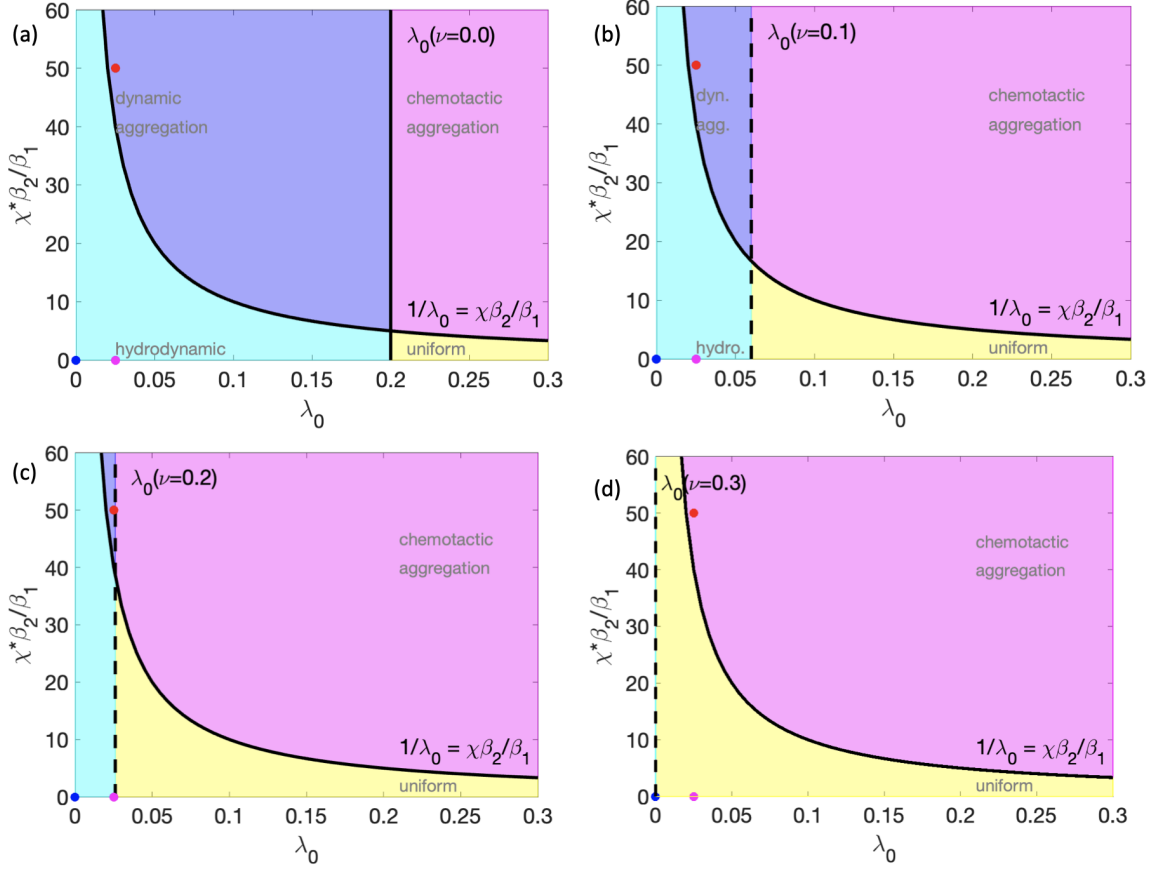 (a)
60
50
40
30
20
10
0
χ*β₂/β₁
λ₀(ν=0.0)
dynamic
aggregation
chemotactic
aggregation
1/λ₀ = χβ₂/β₁
hydrodynamic
uniform
0 0.05 0.1 0.15 0.2 0.25 0.3
λ₀
(b)
60
50
40
30
20
10
0
χ*β₂/β₁
λ₀(ν=0.1)
dyn.
agg.
chemotactic
aggregation
1/λ₀ = χβ₂/β₁
hydro.
uniform
0 0.05 0.1 0.15 0.2 0.25 0.3
λ₀
(c)
60
50
40
30
20
10
0
χ*β₂/β₁
λ₀(ν=0.2)
chemotactic
aggregation
1/λ₀ = χβ₂/β₁
uniform
0 0.05 0.1 0.15 0.2 0.25 0.3
λ₀
(d)
60
50
40
30
20
10
0
χ*β₂/β₁
λ₀(ν=0.3)
chemotactic
aggregation
1/λ₀ = χβ₂/β₁
uniform
0 0.05 0.1 0.15 0.2 0.25 0.3
λ₀